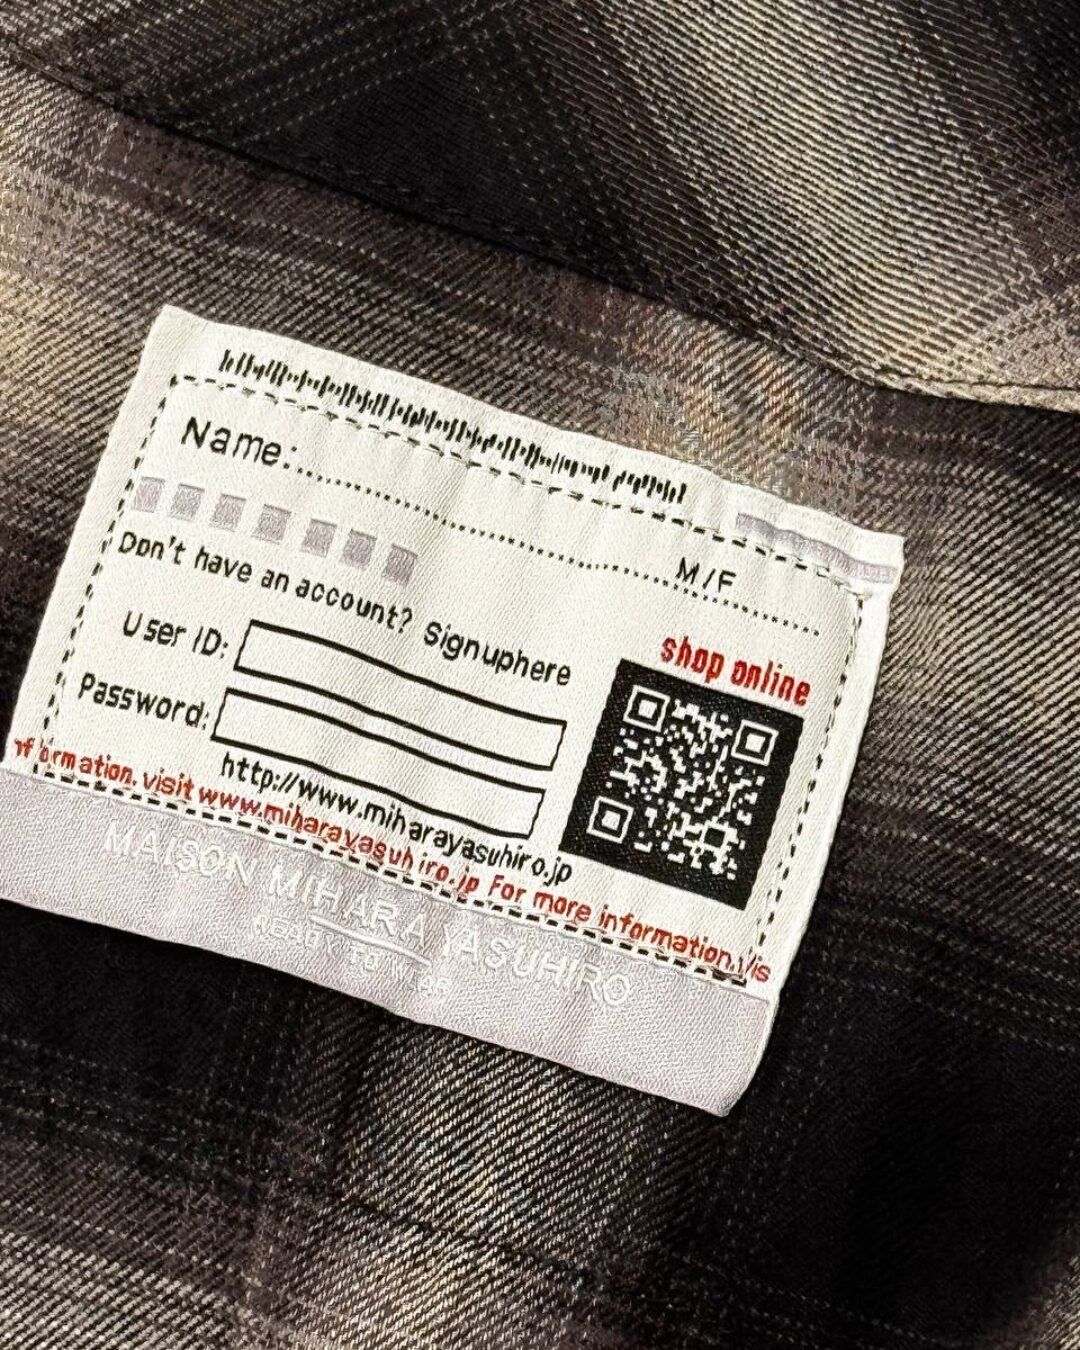 Name:
M/F
Don't have an account? Signuphere
User ID:
Password:
shop online
http://www.miharayasuhiro.jp
nformation. visit www.miharayasuhiro.jp For more information.vis
MAISON MIHARA YASUHIRO
READY TO WEAR